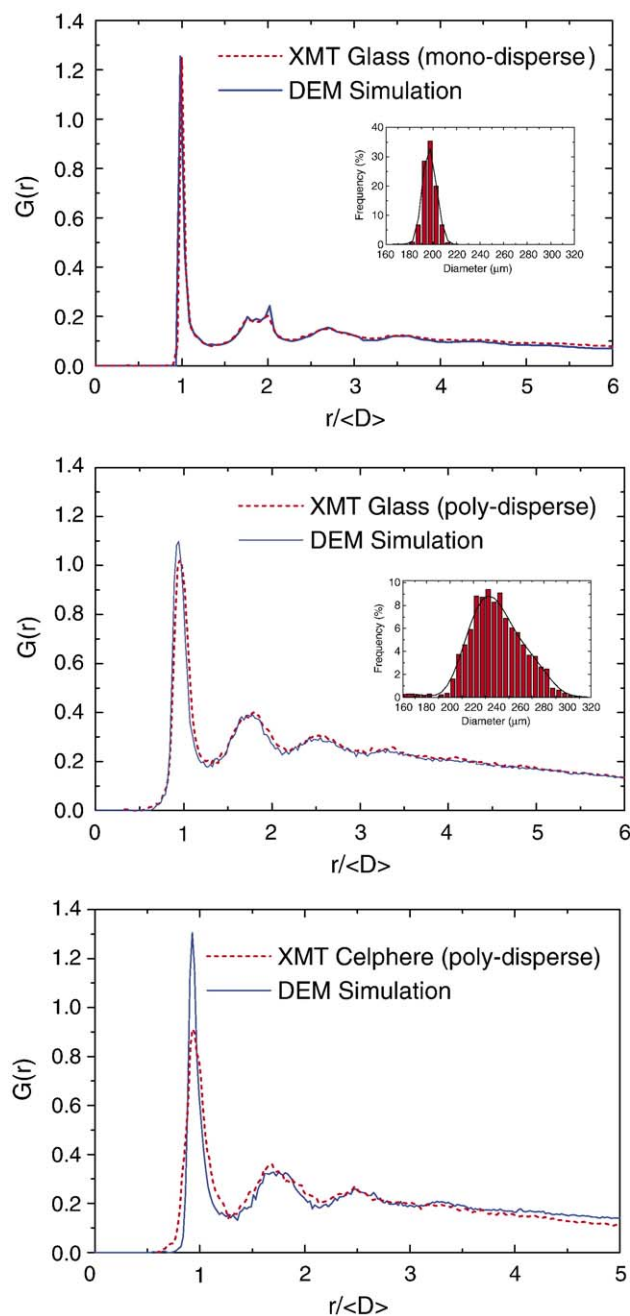 1.4
1.2
1.0
0.8
0.6
0.4
0.2
0.0
G(r)
XMT Glass (mono-disperse)
DEM Simulation
40
30
20
10
0
Frequency (%)
160 180 200 220 240 260 280 300 320
Diameter (μm)
0 1 2 3 4 5 6
r/<D>
1.4
1.2
1.0
0.8
0.6
0.4
0.2
0.0
G(r)
XMT Glass (poly-disperse)
DEM Simulation
10
8
6
4
2
0
Frequency (%)
160 180 200 220 240 260 280 300 320
Diameter (μm)
0 1 2 3 4 5 6
r/<D>
1.4
1.2
1.0
0.8
0.6
0.4
0.2
0.0
G(r)
XMT Celphere (poly-disperse)
DEM Simulation
0 1 2 3 4 5
r/<D>